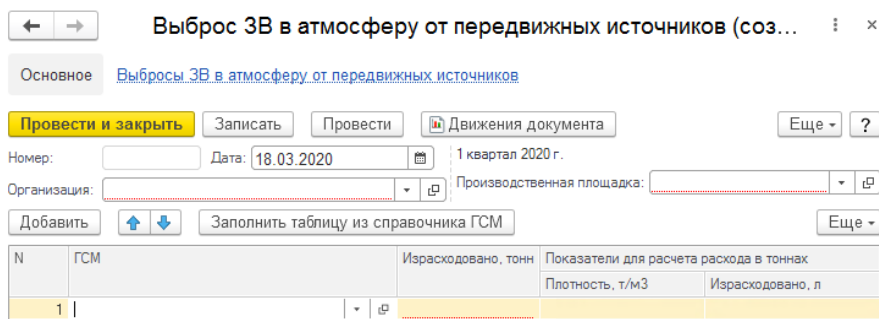 Выброс ЗВ в атмосферу от передвижных источников (соз...
Основное Выбросы ЗВ в атмосферу от передвижных источников
Провести и закрыть Записать Провести Движения документа Еще ?
Номер: Дата: 18.03.2020 1 квартал 2020 г.
Организация: Производственная площадка:
Добавить Заполнить таблицу из справочника ГСМ Еще
N ГСМ Израсходовано, тонн Показатели для расчета расхода в тоннах
Плотность, т/м3 Израсходовано, л
1